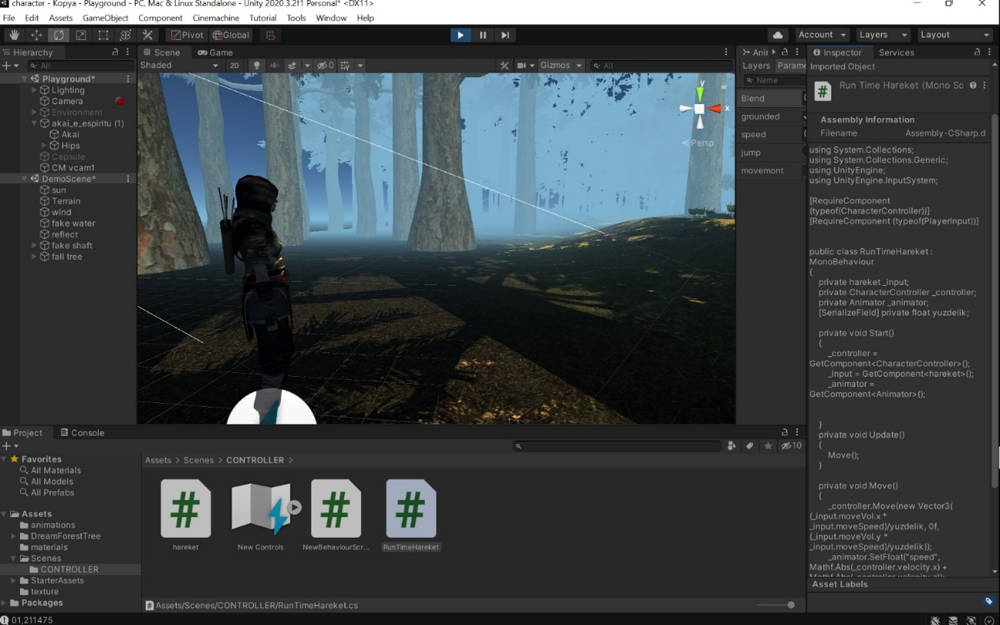 character - Kopya - Playground - PC, Mac & Linux Standalone - Unity 2020.3.2f1 Personal* <DX11>
File Edit Assets GameObject Component Cinemachine Tutorial Tools Window Help
Pivot Global
Account Layers Layout
Hierarchy
All
Playground*
Lighting
Camera
Environment
akai_e_espiritu (1)
Akai
Hips
Capsule
CM vcam1
DemoScene*
sun
Terrain
wind
fake water
reflect
fake shaft
fall tree
Scene Game
Shaded 2D 0 Gizmos All
y
x
Persp
Layers Parame
Name
Blend
grounded
speed
jump
movemont
Inspector Services
Imported Object
Run Time Hareket (Mono Sc
Assembly Information
Filename Assembly-CSharp.d
using System.Collections;
using System.Collections.Generic;
using UnityEngine;
using UnityEngine.InputSystem;
[RequireComponent
(typeof(CharacterController))]
[RequireComponent (typeof(PlayerInput))]
public class RunTimeHareket :
MonoBehaviour
{
private hareket _input;
private CharacterController _controller;
private Animator _animator;
[SerializeField] private float yuzdelik;
private void Start()
{
_controller =
GetComponent<CharacterController>();
_input = GetComponent<hareket>();
_animator =
GetComponent<Animator>();
}
private void Update()
{
Move();
}
private void Move()
{
_controller.Move(new Vector3(
(_input.moveVol.x *
_input.moveSpeed)/yuzdelik, 0f,
(_input.moveVol.y *
_input.moveSpeed)/yuzdelik));
_animator.SetFloat("speed",
Mathf.Abs(_controller.velocity.x) +
Mathf.Abs(_controller.velocity.z));
Asset Labels
Project Console
10
Favorites
All Materials
All Models
All Prefabs
Assets
animations
DreamForestTree
materials
Scenes
CONTROLLER
StarterAssets
texture
Packages
Assets > Scenes > CONTROLLER >
hareket
New Controls
NewBehaviourScr...
RunTimeHareket
Assets/Scenes/CONTROLLER/RunTimeHareket.cs
01,211475